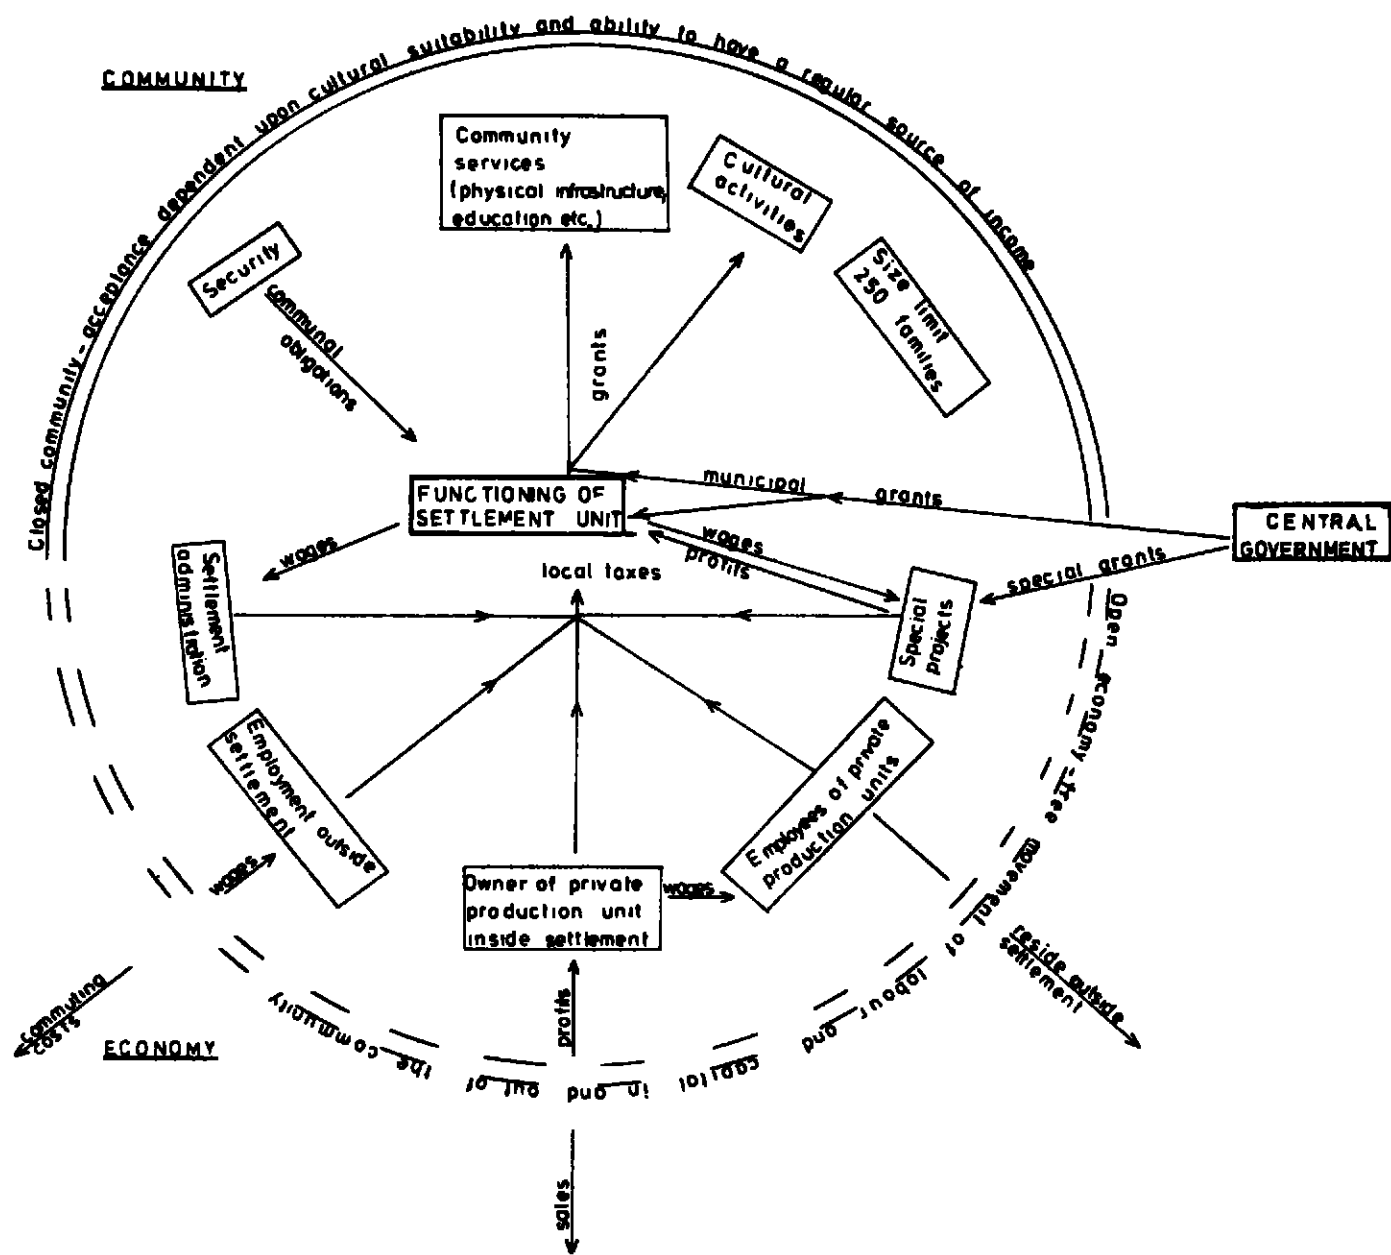 Closed community - acceptance dependent upon cultural suitability and ability to have a regular source of income
COMMUNITY
Community
services
(physical infrastructure,
education etc.)
Cultural
activities
Security
Size limit
250 families
communal
obligations
grants
municipal
grants
FUNCTIONING OF
SETTLEMENT UNIT
CENTRAL
GOVERNMENT
wages
wages
profits
special grants
local taxes
Settlement
administration
Special
projects
Open economy - free movement of labour and capital in and out of the community
Employment outside
settlement
Employees of private
production units
wages
Owner of private
production unit
inside settlement
wages
reside outside
settlement
commuting
costs
profits
ECONOMY
sales